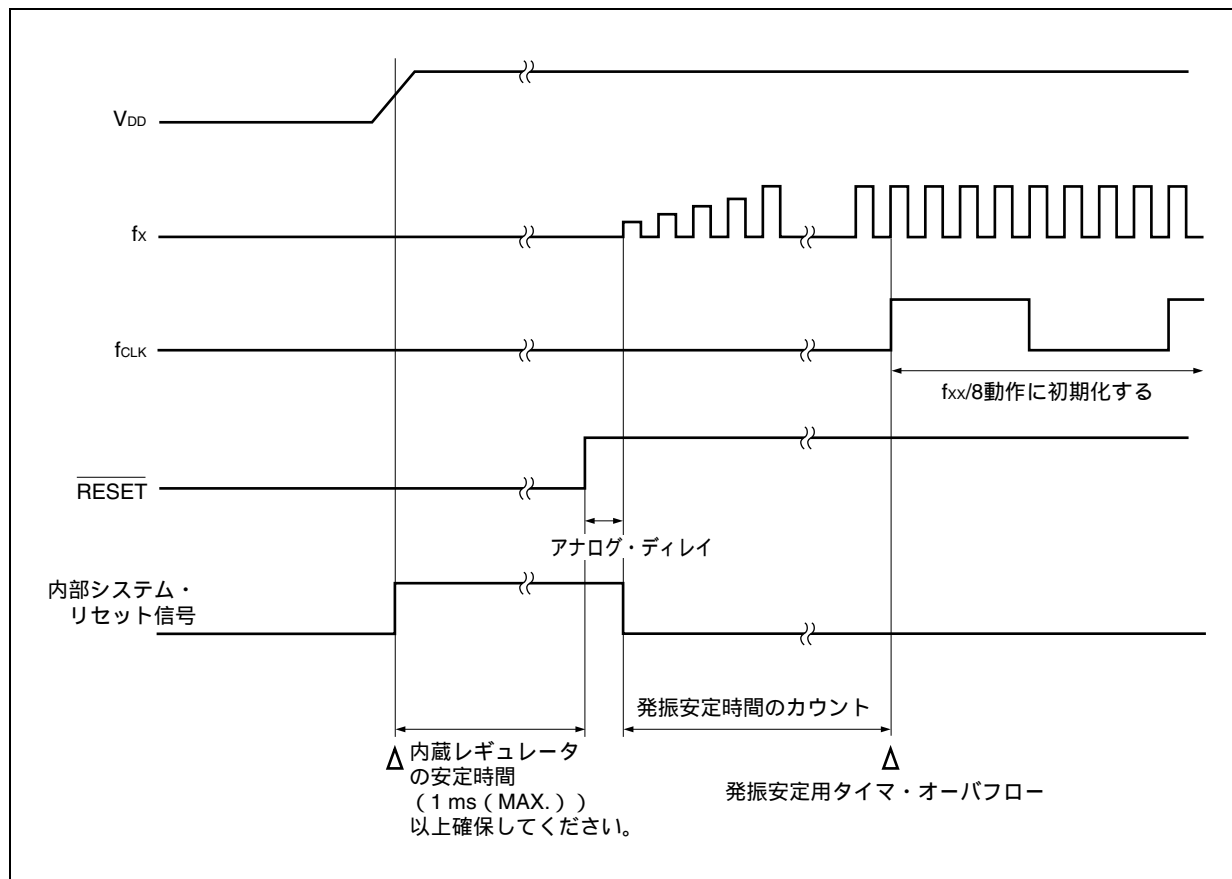 VDD
fX
fCLK
fXX/8動作に初期化する
RESET
アナログ・ディレイ
内部システム・
リセット信号
発振安定時間のカウント
内蔵レギュレータ
の安定時間
(1 ms(MAX.))
以上確保してください。
発振安定用タイマ・オーバフロー